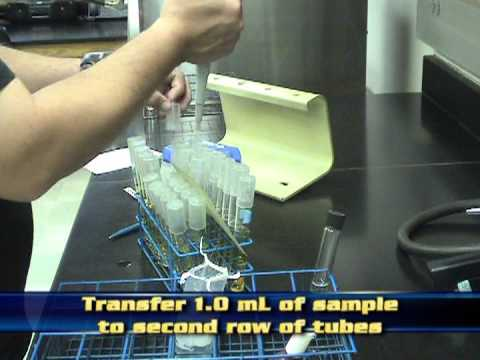 Transfer 1.0 mL of sample
to second row of tubes